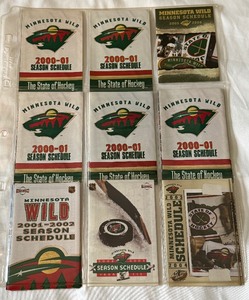 MINNESOTA WILD
2000-01
SEASON SCHEDULE
The State of Hockey
MINNESOTA WILD
2000-01
SEASON SCHEDULE
The State of Hockey
MINNESOTA WILD
SEASON SCHEDULE
MINNESOTA WILD
2000-01
SEASON SCHEDULE
The State of Hockey
MINNESOTA WILD
2000-01
SEASON SCHEDULE
The State of Hockey
MINNESOTA WILD
2000-01
SEASON SCHEDULE
The State of Hockey
MINNESOTA
WILD
2001-2002
SEASON
SCHEDULE
SEASON SCHEDULE
MINNESOTA WILD
SCHEDULE